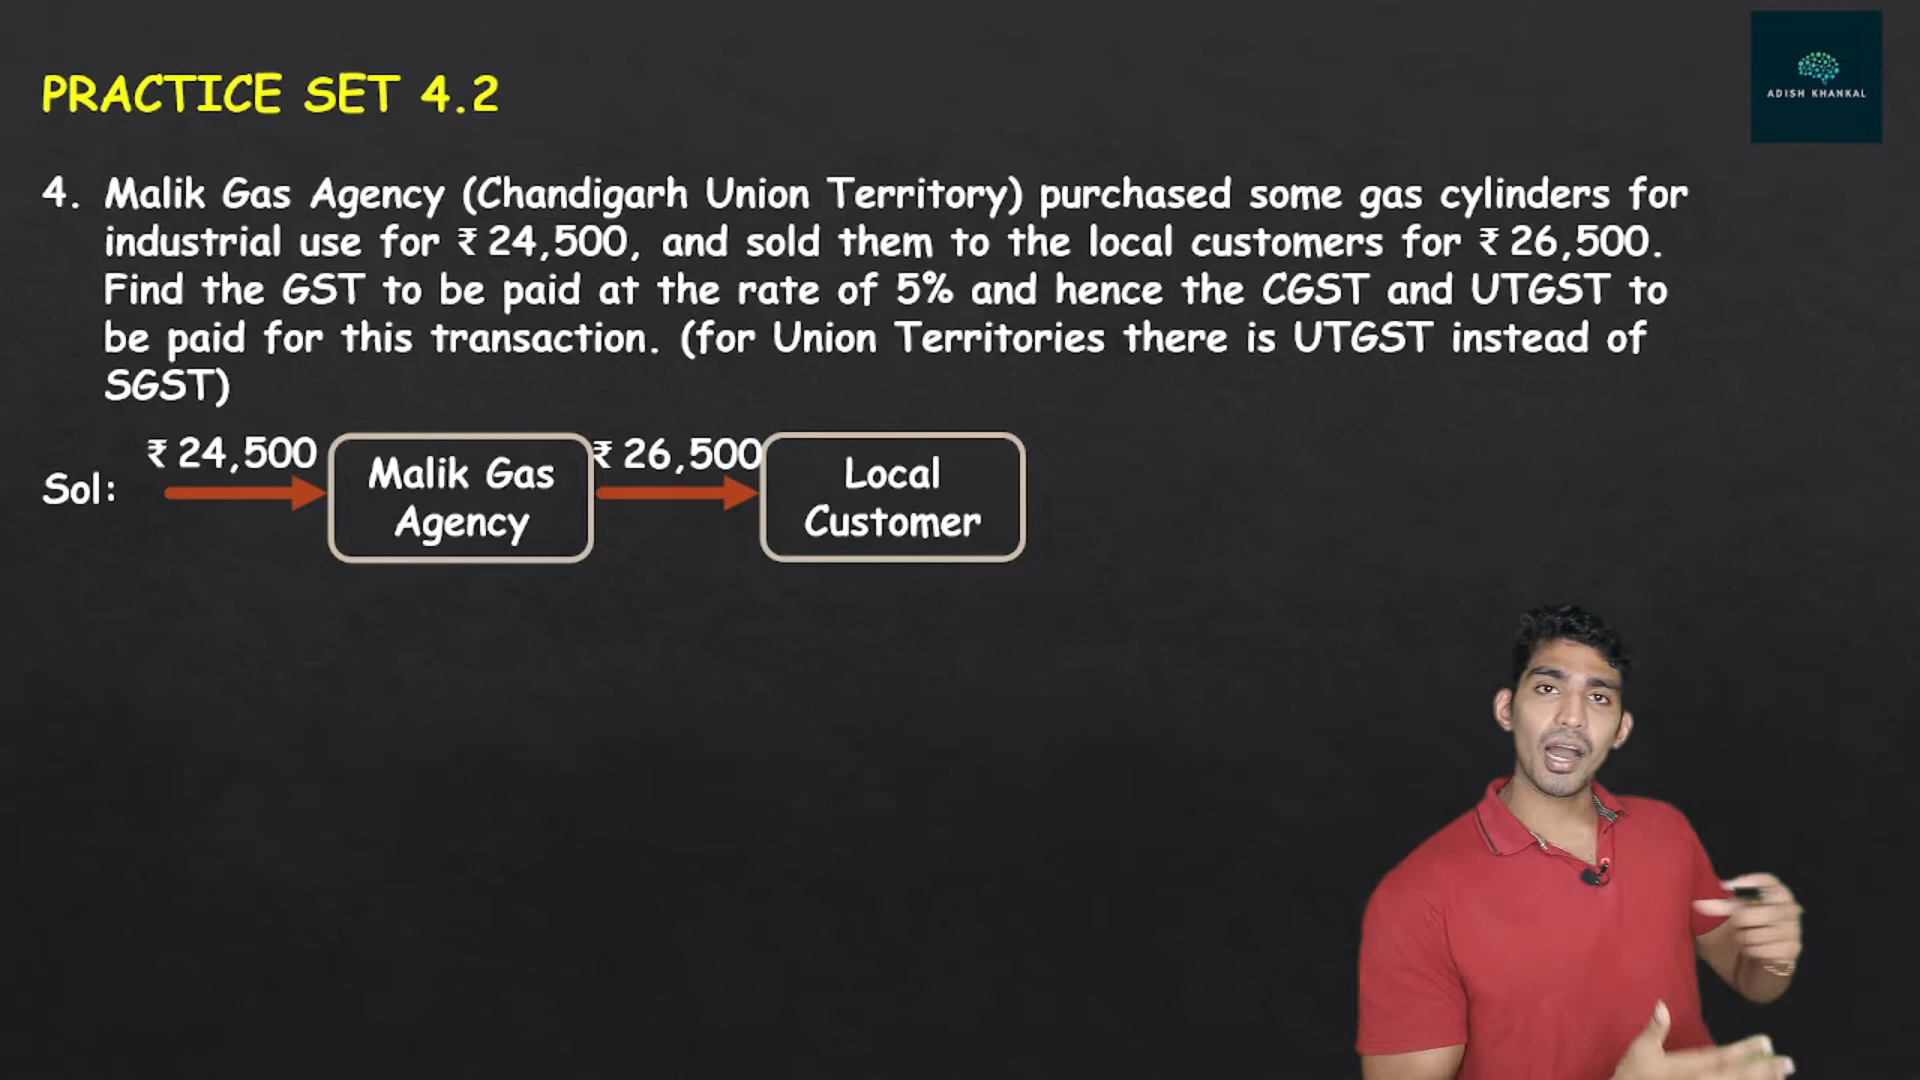 ADISH KHANKAL
PRACTICE SET 4.2
4. Malik Gas Agency (Chandigarh Union Territory) purchased some gas cylinders for
industrial use for ₹ 24,500, and sold them to the local customers for ₹ 26,500.
Find the GST to be paid at the rate of 5% and hence the CGST and UTGST to
be paid for this transaction. (for Union Territories there is UTGST instead of
SGST)
Sol:
₹ 24,500
Malik Gas
Agency
₹ 26,500
Local
Customer